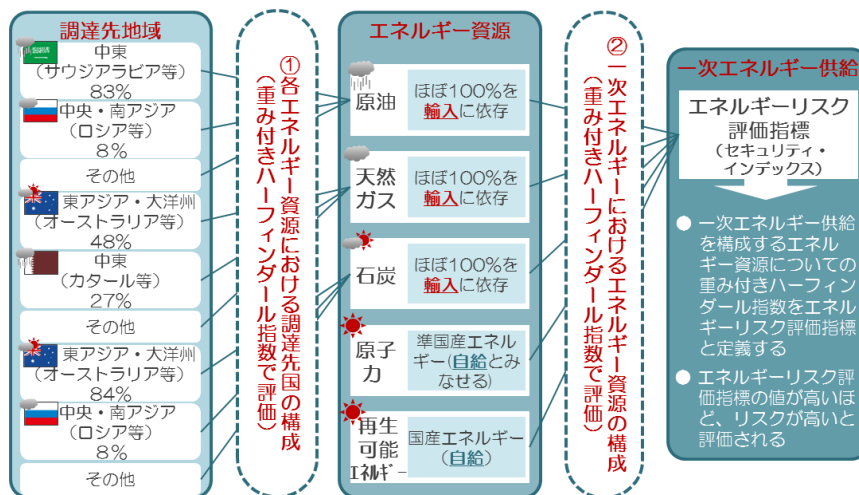 調達先地域
中東
(サウジアラビア等)
83%
中央・南アジア
(ロシア等)
8%
その他
東アジア・大洋州
(オーストラリア等)
48%
中東
(カタール等)
27%
その他
東アジア・大洋州
(オーストラリア等)
84%
中央・南アジア
(ロシア等)
8%
その他
①各エネルギー資源における調達先国の構成
(重み付きハーフィンダール指数で評価)
エネルギー資源
原油
ほぼ100%を
輸入に依存
天然
ガス
ほぼ100%を
輸入に依存
石炭
ほぼ100%を
輸入に依存
原子
力
準国産エネル
ギー(自給とみ
なせる)
再生
可能
エネルギー
国産エネルギー
(自給)
②一次エネルギーにおけるエネルギー資源の構成
(重み付きハーフィンダール指数で評価)
一次エネルギー供給
エネルギーリスク
評価指標
(セキュリティ・
インデックス)
● 一次エネルギー供給
を構成するエネル
ギー資源についての
重み付きハーフィン
ダール指数をエネル
ギーリスク評価指標
と定義する
● エネルギーリスク評
価指標の値が高いほ
ど、リスクが高いと
評価される